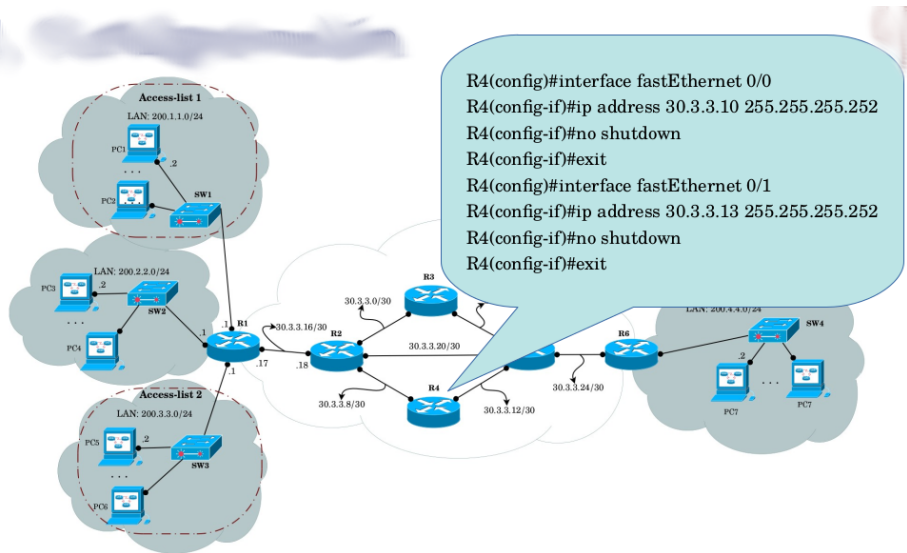 R4(config)#interface fastEthernet 0/0
R4(config-if)#ip address 30.3.3.10 255.255.255.252
R4(config-if)#no shutdown
R4(config-if)#exit
R4(config)#interface fastEthernet 0/1
R4(config-if)#ip address 30.3.3.13 255.255.255.252
R4(config-if)#no shutdown
R4(config-if)#exit
Access-list 1
LAN: 200.1.1.0/24
PC1
.2
. . .
PC2
SW1
LAN: 200.2.2.0/24
PC3
.2
SW2
. . .
PC4
.1
.1
R1
.1
.17
30.3.3.16/30
.18
R2
30.3.3.0/30
R3
30.3.3.20/30
R4
30.3.3.8/30
30.3.3.12/30
30.3.3.24/30
R6
LAN: 200.4.4.0/24
SW4
.2
. . .
PC7
PC7
Access-list 2
LAN: 200.3.3.0/24
PC5
.2
. . .
SW3
PC6